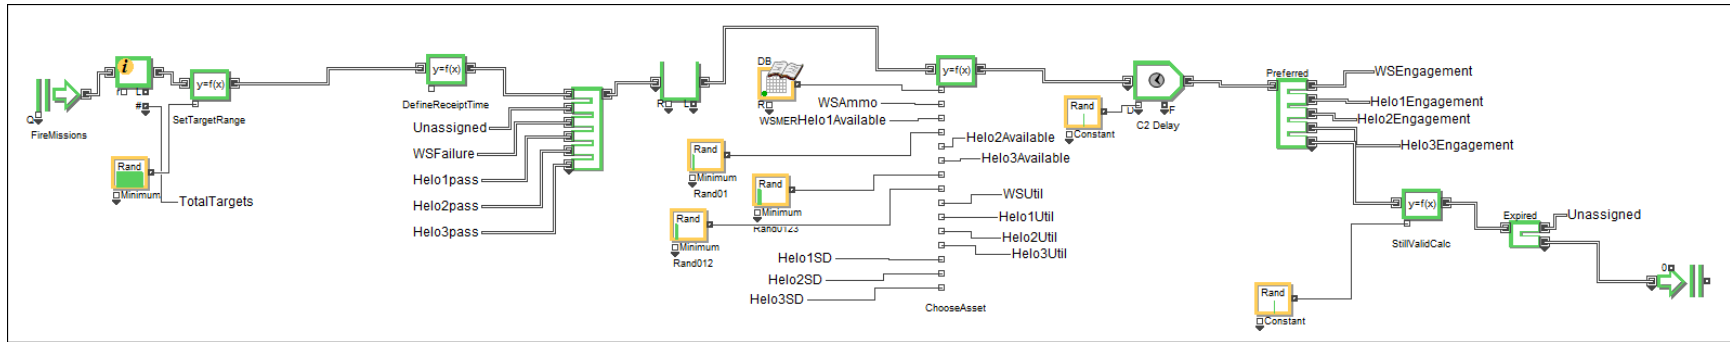 i
r L
#
Q
FireMissions
y=f(x)
SetTargetRange
Rand
Minimum
TotalTargets
y=f(x)
DefineReceiptTime
Unassigned
WSFailure
Helo1pass
Helo2pass
Helo3pass
R L
DB
R
WSMER
WSAmmo
Helo1Available
Rand
Minimum
Rand01
Rand
Minimum
Rand0123
Rand
Minimum
Rand012
Helo1SD
Helo2SD
Helo3SD
y=f(x)
Helo2Available
Helo3Available
WSUtil
Helo1Util
Helo2Util
Helo3Util
ChooseAsset
Rand
Constant
D F
C2 Delay
Preferred
WSEngagement
Helo1Engagement
Helo2Engagement
Helo3Engagement
y=f(x)
StillValidCalc
Rand
Constant
Expired
Unassigned
0